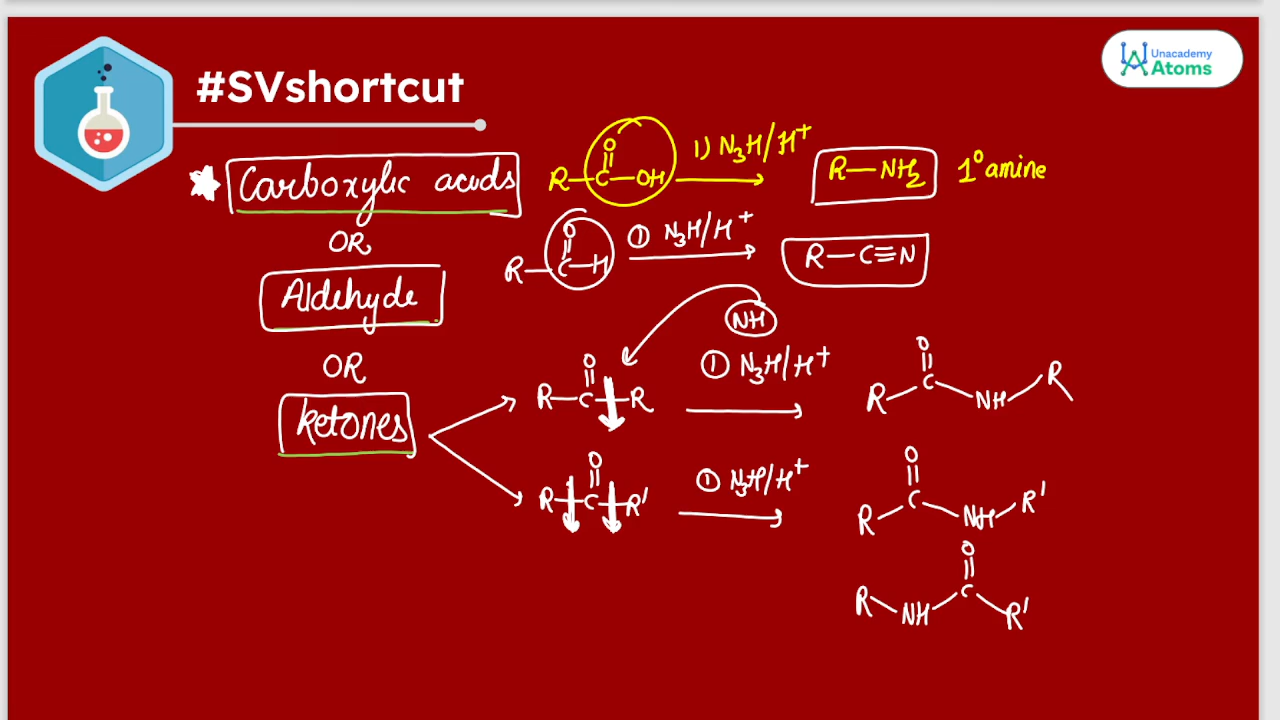 #SVshortcut
Unacademy
Atoms
Carboxylic acids
R—C—OH
O
1) N₃H/H⁺
R—NH₂
1° amine
OR
R—C—H
O
① N₃H/H⁺
R—C≡N
Aldehyde
NH
OR
R—C—R
O
① N₃H/H⁺
R C NH R
O
ketones
R—C—R'
O
① N₃H/H⁺
R C NH R'
O
R NH C R'
O